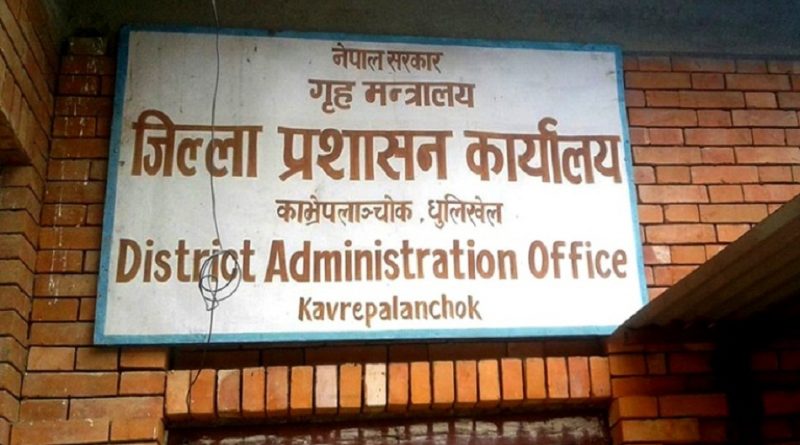 नेपाल सरकार
गृह मन्त्रालय
जिल्ला प्रशासन कार्यालय
काभ्रेपलाञ्चोक , धुलिखेल
District Administration Office
Kavrepalanchok